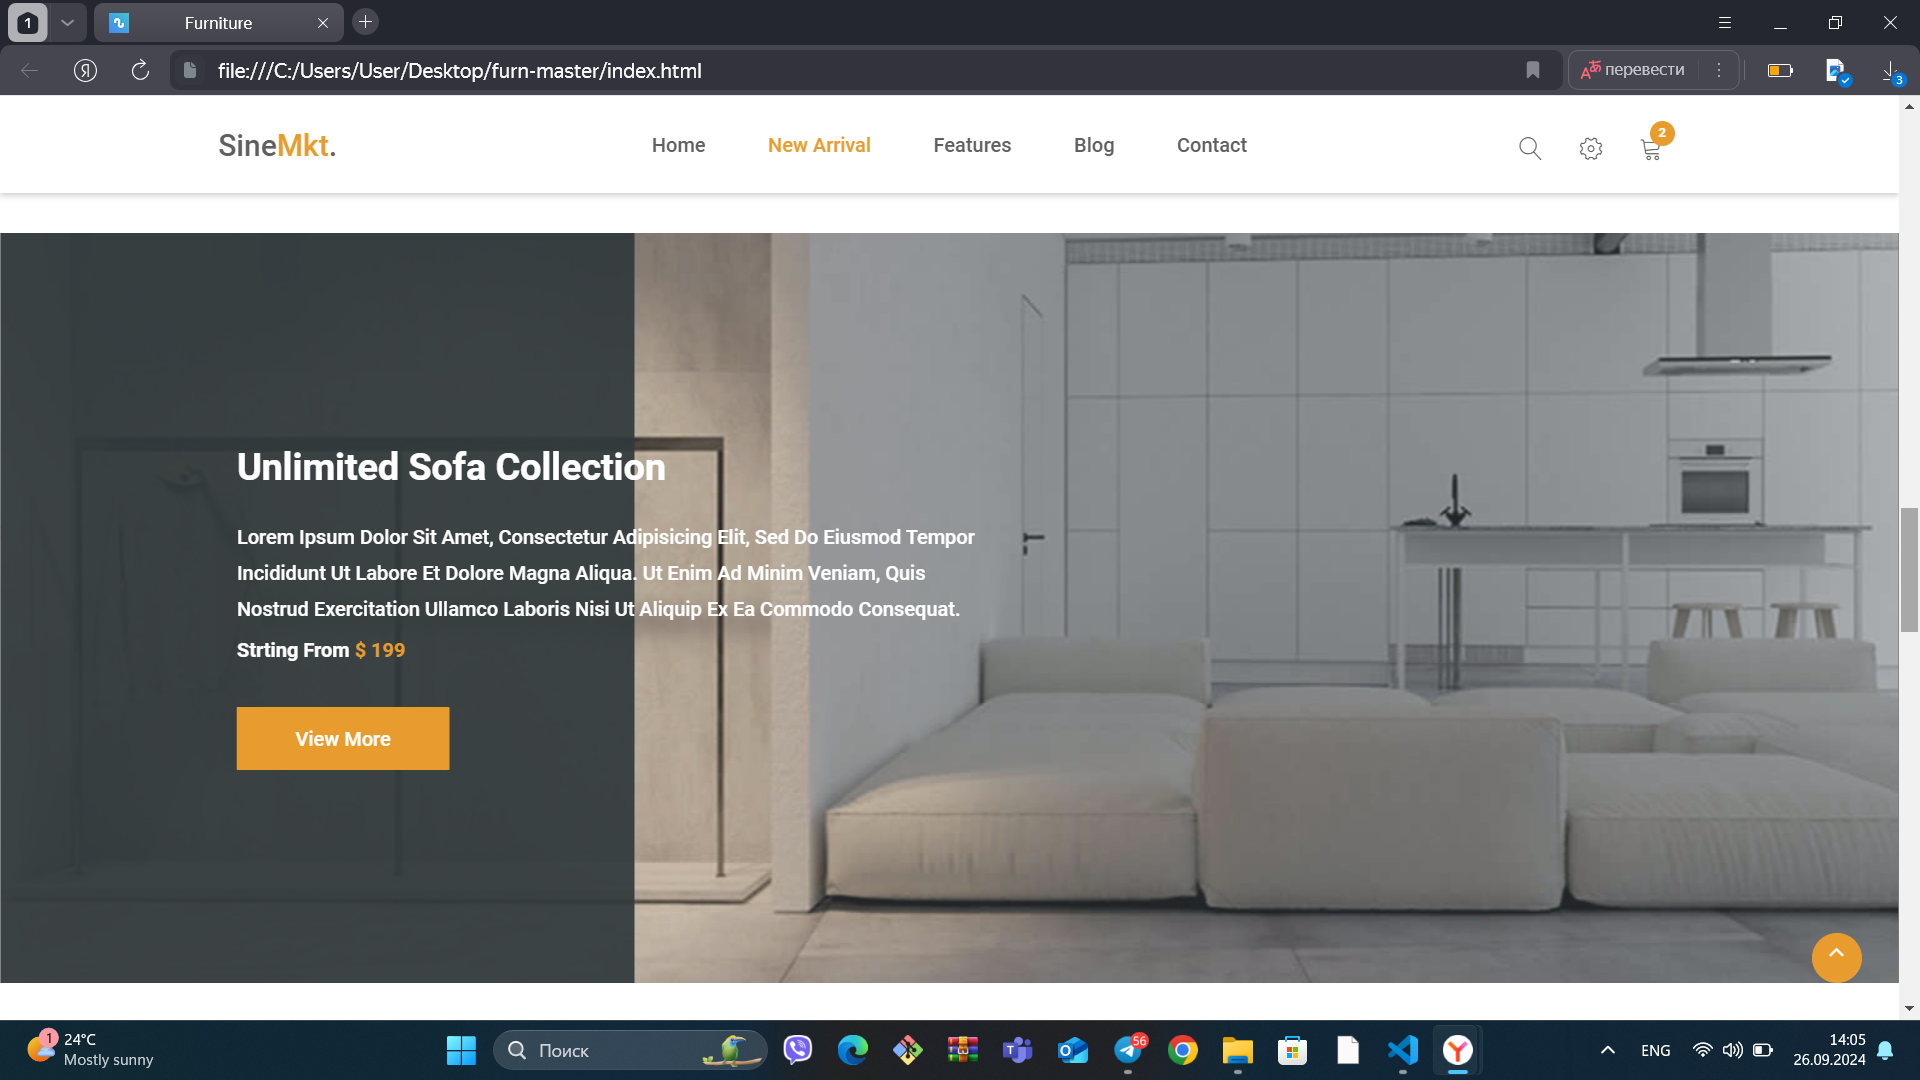 1
Furniture
file:///C:/Users/User/Desktop/furn-master/index.html
перевести
3
SineMkt.
Home
New Arrival
Features
Blog
Contact
2
Unlimited Sofa Collection
Lorem Ipsum Dolor Sit Amet, Consectetur Adipisicing Elit, Sed Do Eiusmod Tempor
Incididunt Ut Labore Et Dolore Magna Aliqua. Ut Enim Ad Minim Veniam, Quis
Nostrud Exercitation Ullamco Laboris Nisi Ut Aliquip Ex Ea Commodo Consequat.
Strting From $ 199
View More
1
24°C
Mostly sunny
Поиск
56
ENG
14:05
26.09.2024